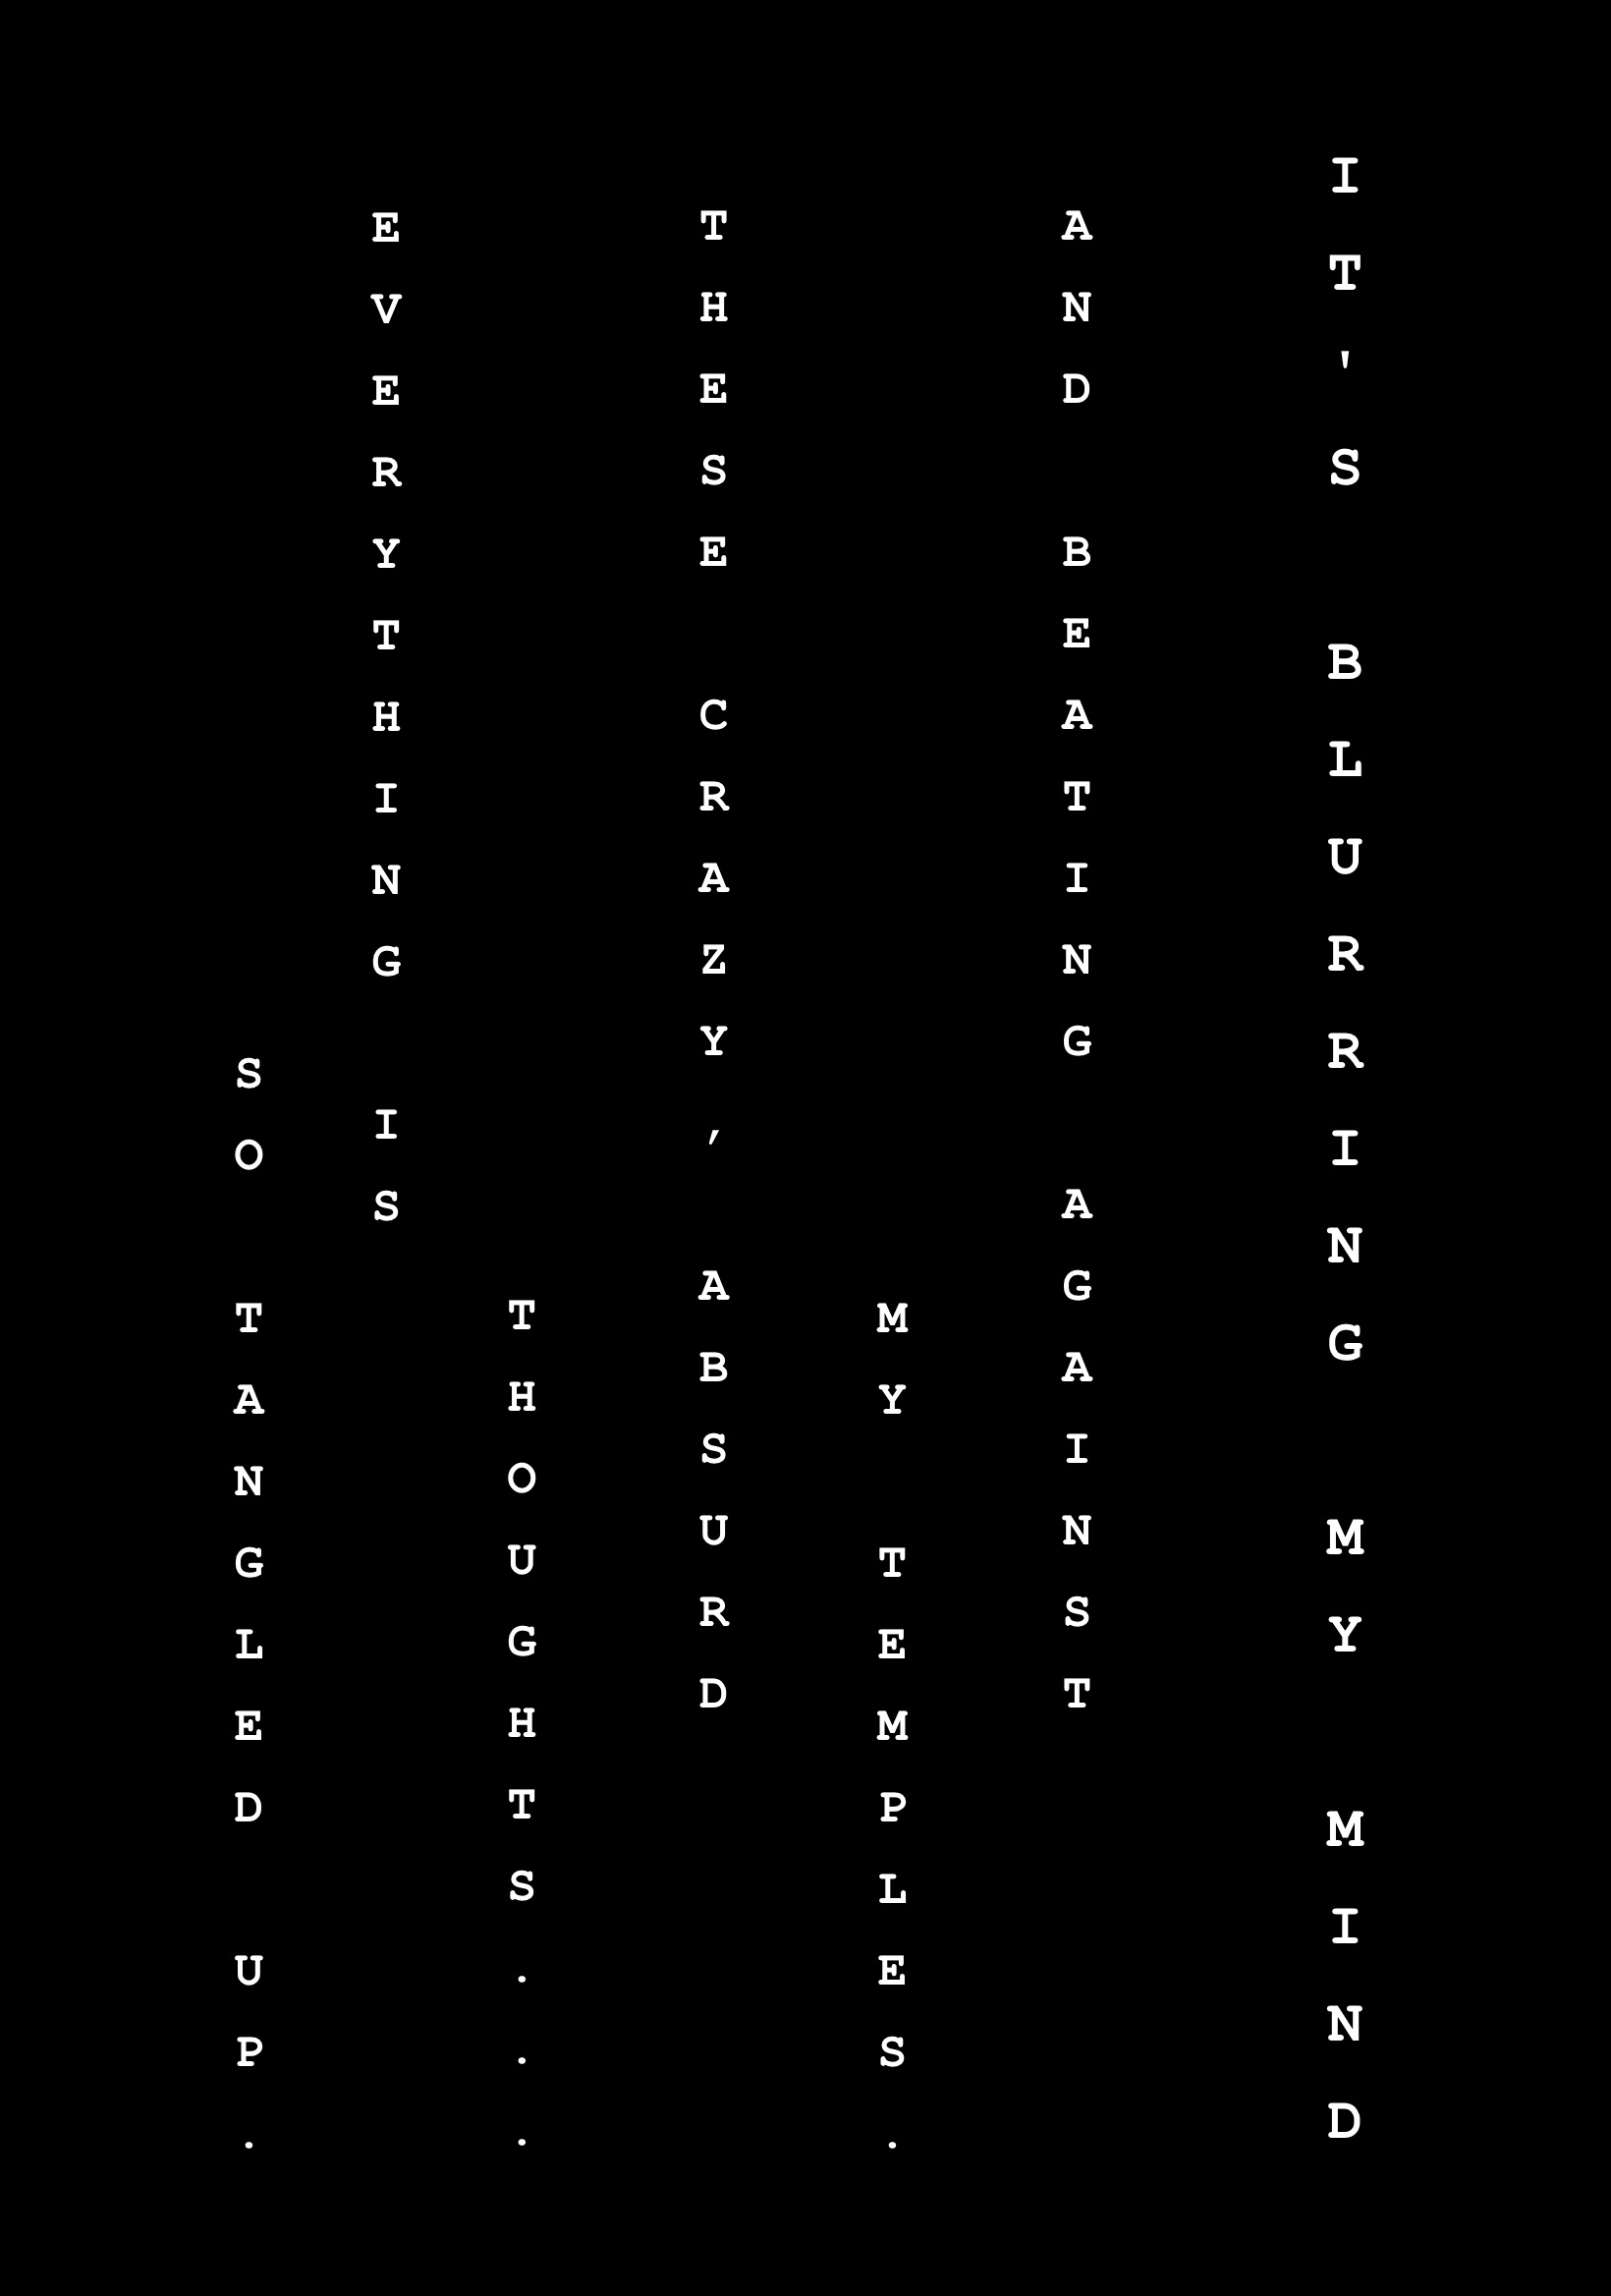 IT'S BLURRING MY MIND
AND BEATING AGAINST
MY TEMPLES.
THESE CRAZY, ABSURD
THOUGHTS...
EVERYTHING IS
SO TANGLED UP.